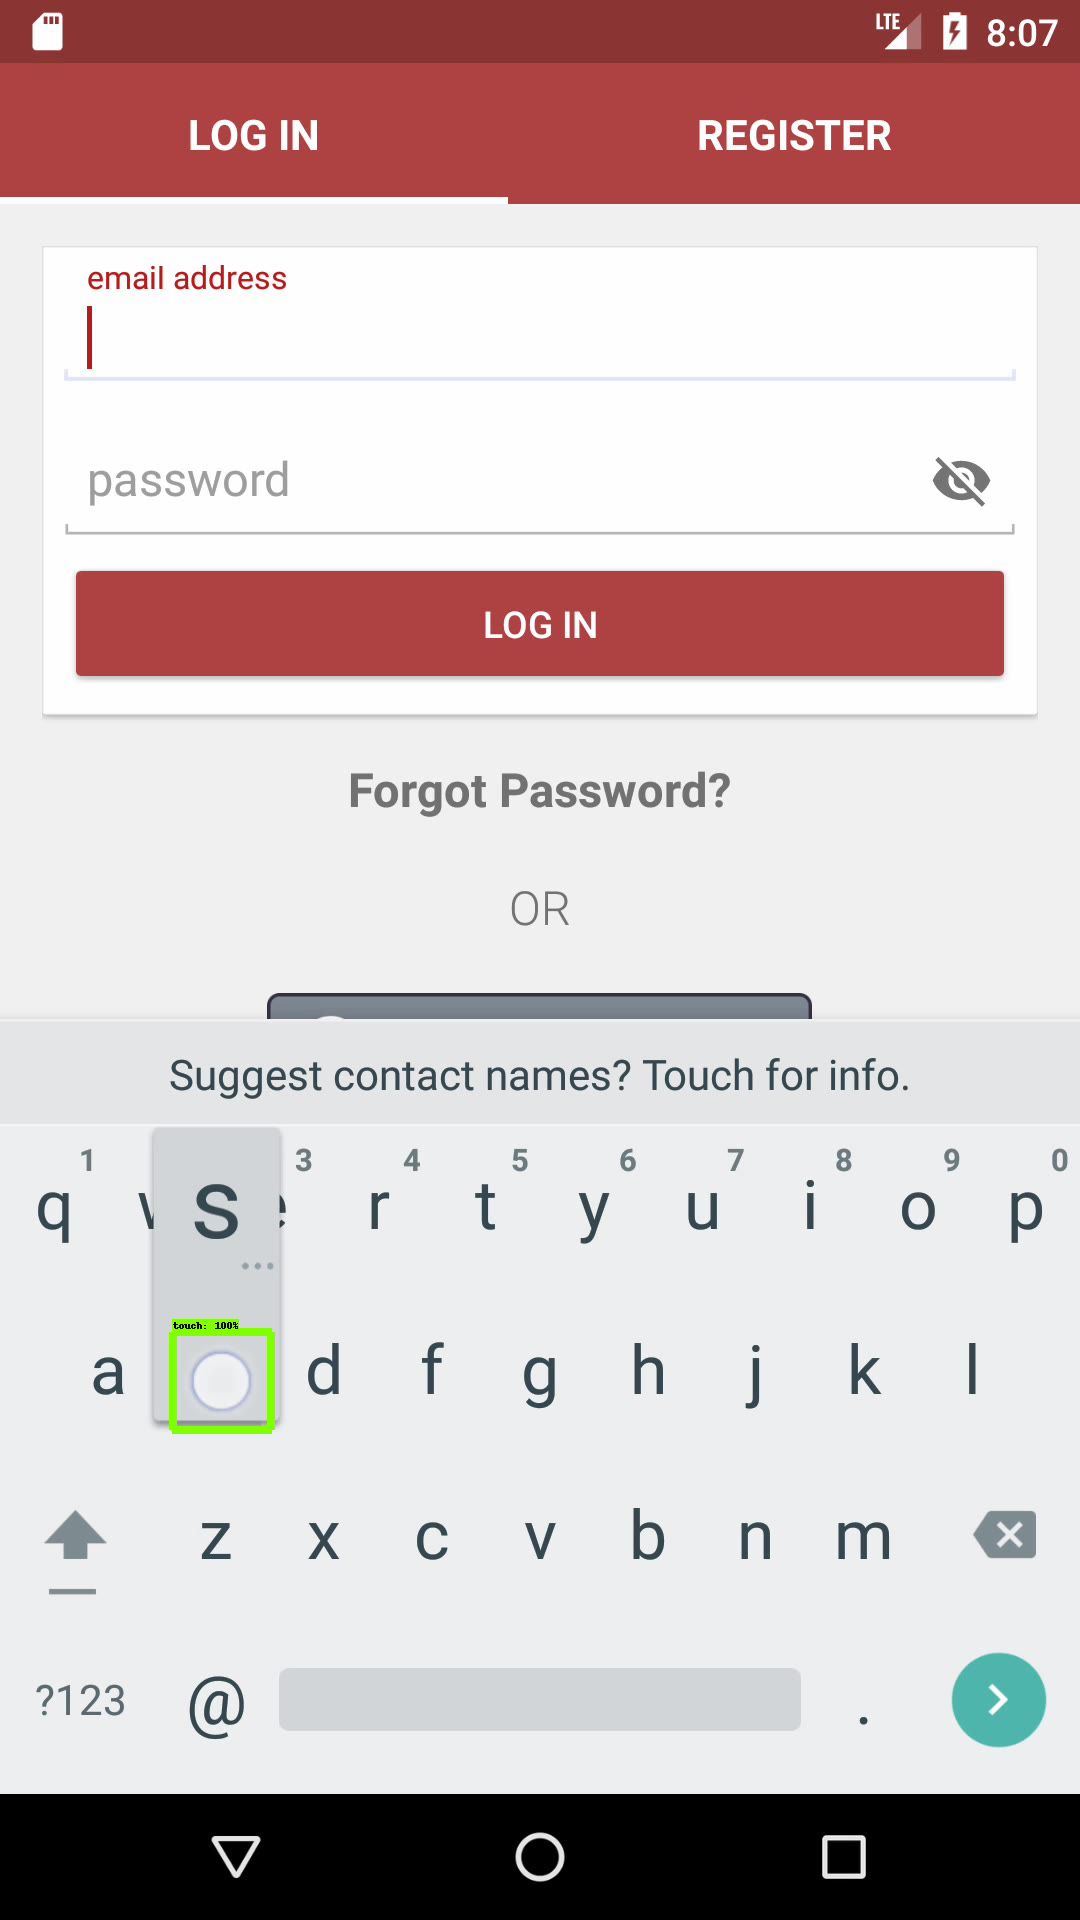 LTE 8:07
LOG IN REGISTER
email address
password
LOG IN
Forgot Password?
OR
Suggest contact names? Touch for info.
1 3 4 5 6 7 8 9 0
q w s e r t y u i o p
touch: 100%
a d f g h j k l
z x c v b n m
?123 @ .